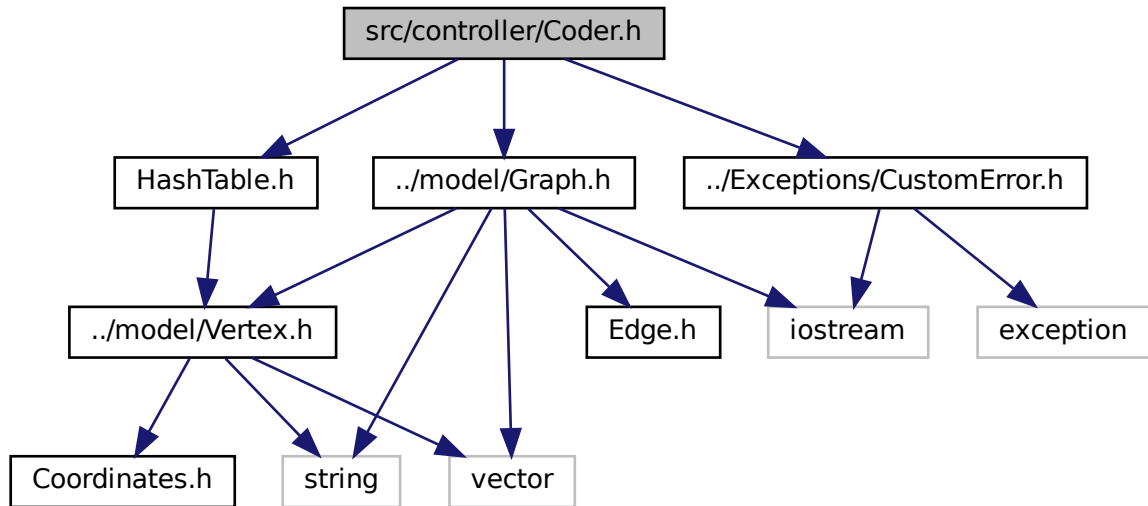 src/controller/Coder.h
HashTable.h
../model/Graph.h
../Exceptions/CustomError.h
../model/Vertex.h
Edge.h
iostream
exception
Coordinates.h
string
vector